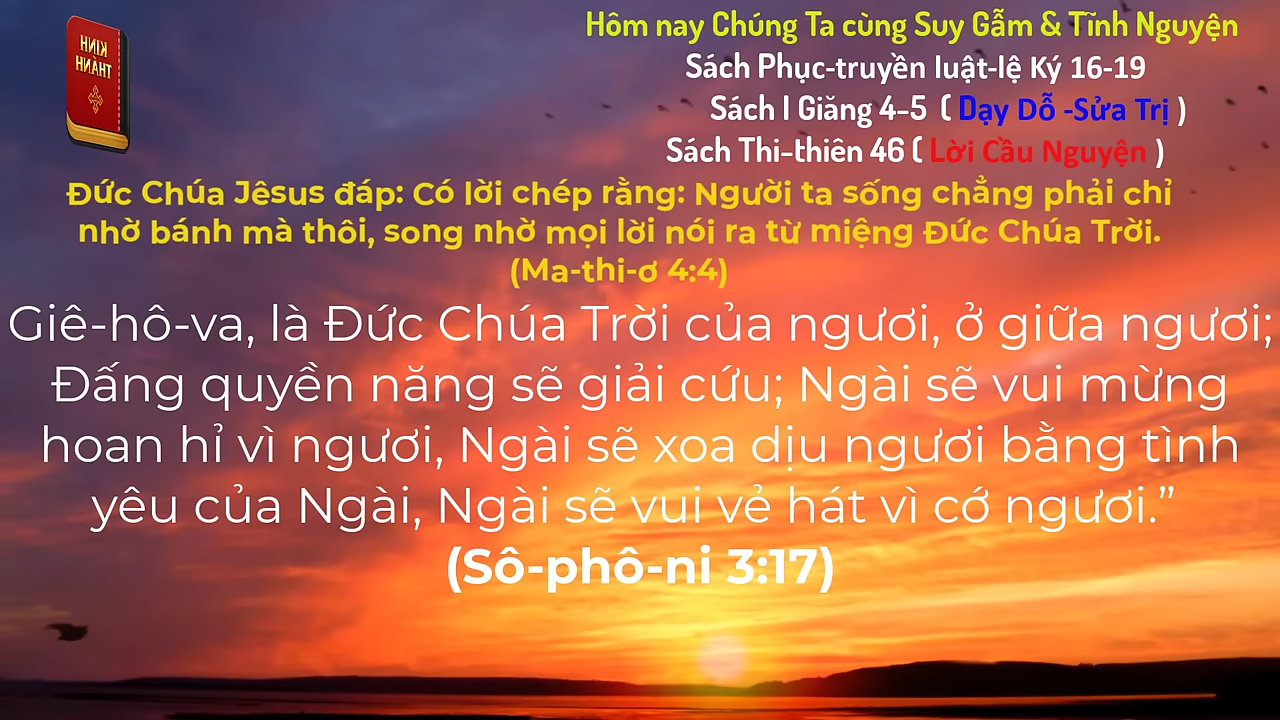 KINH
THÁNH
Hôm nay Chúng Ta cùng Suy Gẫm & Tĩnh Nguyện
Sách Phục-truyền luật-lệ Ký 16-19
Sách I Giăng 4-5 ( Dạy Dỗ -Sửa Trị )
Sách Thi-thiên 46 ( Lời Cầu Nguyện )
Đức Chúa Jêsus đáp: Có lời chép rằng: Người ta sống chẳng phải chỉ
nhờ bánh mà thôi, song nhờ mọi lời nói ra từ miệng Đức Chúa Trời.
(Ma-thi-ơ 4:4)
Giê-hô-va, là Đức Chúa Trời của ngươi, ở giữa ngươi;
Đấng quyền năng sẽ giải cứu; Ngài sẽ vui mừng
hoan hỉ vì ngươi, Ngài sẽ xoa dịu ngươi bằng tình
yêu của Ngài, Ngài sẽ vui vẻ hát vì cớ ngươi.”
(Sô-phô-ni 3:17)